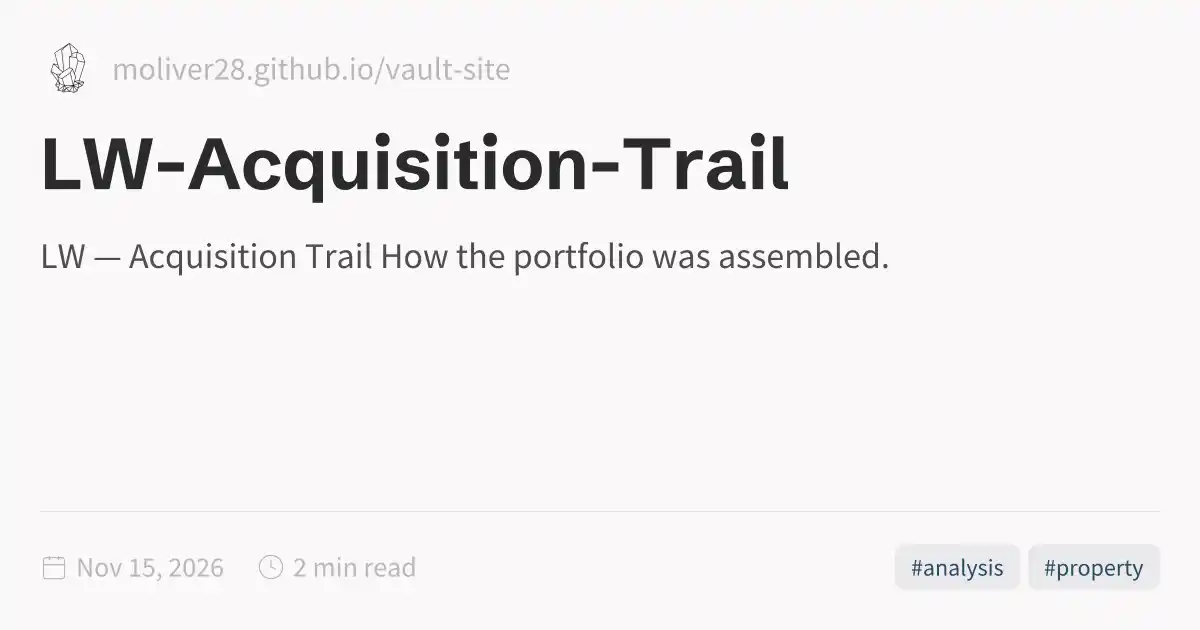 moliver28.github.io/vault-site
LW-Acquisition-Trail
LW — Acquisition Trail How the portfolio was assembled.
Nov 15, 2026
2 min read
#analysis
#property